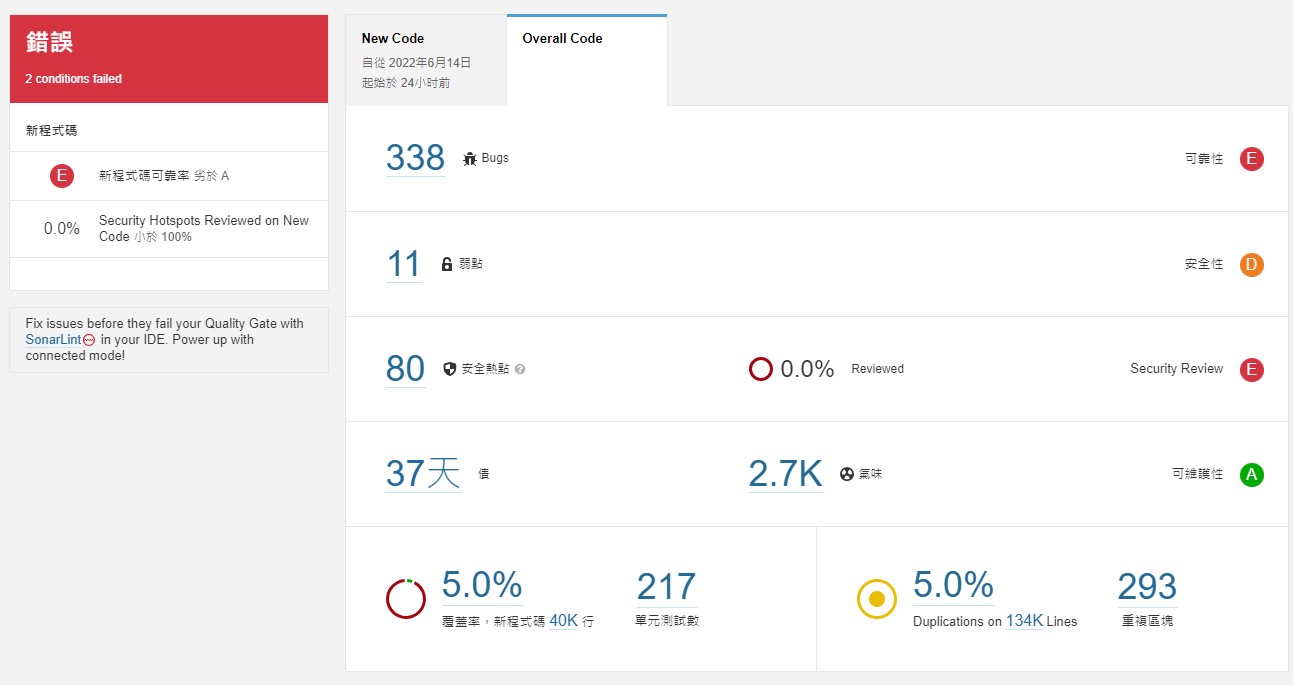 錯誤
2 conditions failed
新程式碼
E 新程式碼可靠率 劣於 A
0.0% Security Hotspots Reviewed on New
Code 小於 100%
Fix issues before they fail your Quality Gate with
SonarLint in your IDE. Power up with
connected mode!
New Code
自從 2022年6月14日
起始於 24小时前
Overall Code
338 Bugs 可靠性 E
11 弱點 安全性 D
80 安全熱點 ? 0.0% Reviewed Security Review E
37天 債 2.7K 氣味 可維護性 A
5.0%
覆蓋率，新程式碼 40K 行
217
單元測試數
5.0%
Duplications on 134K Lines
293
重複區塊